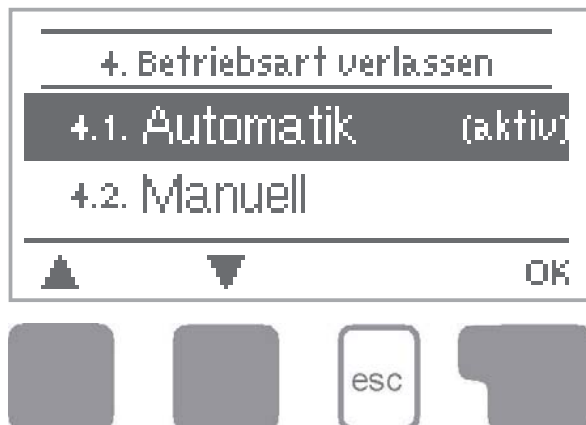 4. Betriebsart verlassen
4.1. Automatik (aktiv)
4.2. Manuell
OK
esc